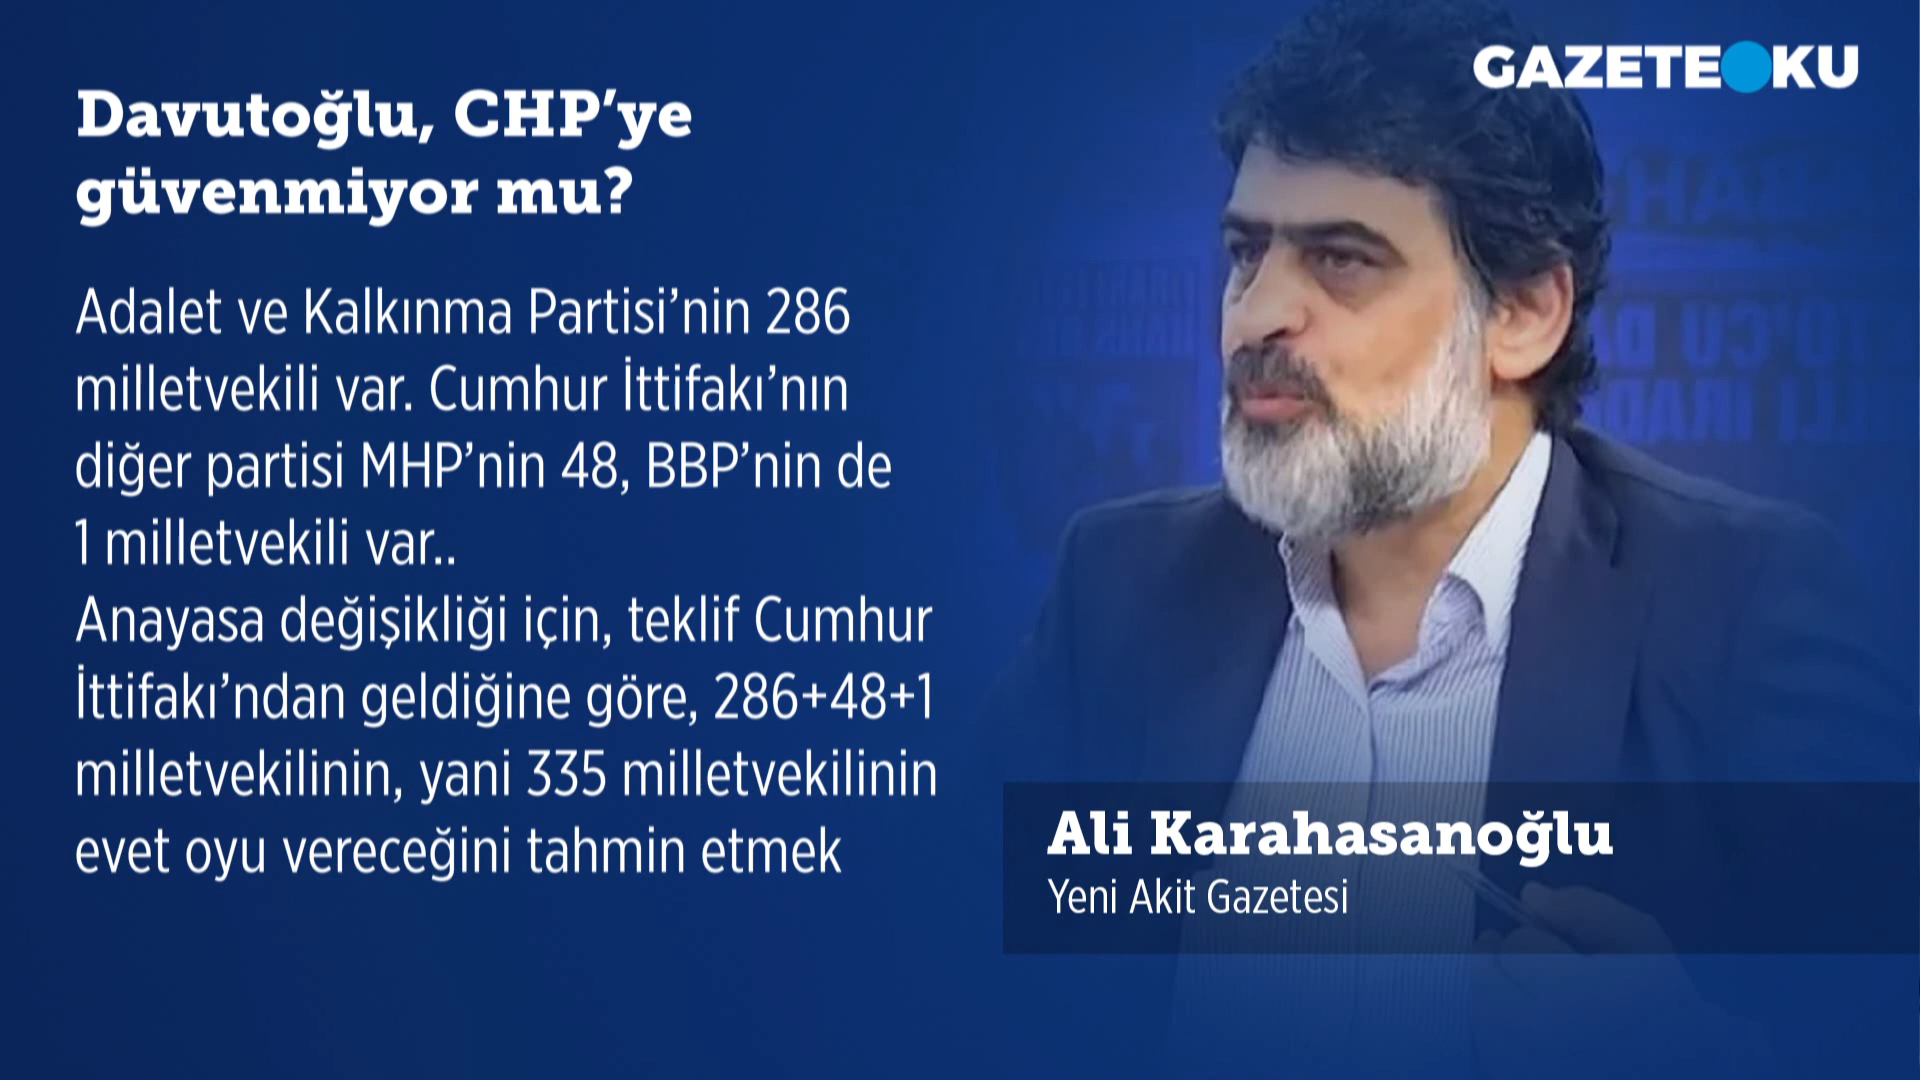 GAZETE OKU
Davutoğlu, CHP’ye
güvenmiyor mu?
Adalet ve Kalkınma Partisi’nin 286
milletvekili var. Cumhur İttifakı’nın
diğer partisi MHP’nin 48, BBP’nin de
1 milletvekili var..
Anayasa değişikliği için, teklif Cumhur
İttifakı’ndan geldiğine göre, 286+48+1
milletvekilinin, yani 335 milletvekilinin
evet oyu vereceğini tahmin etmek
Ali Karahasanoğlu
Yeni Akit Gazetesi